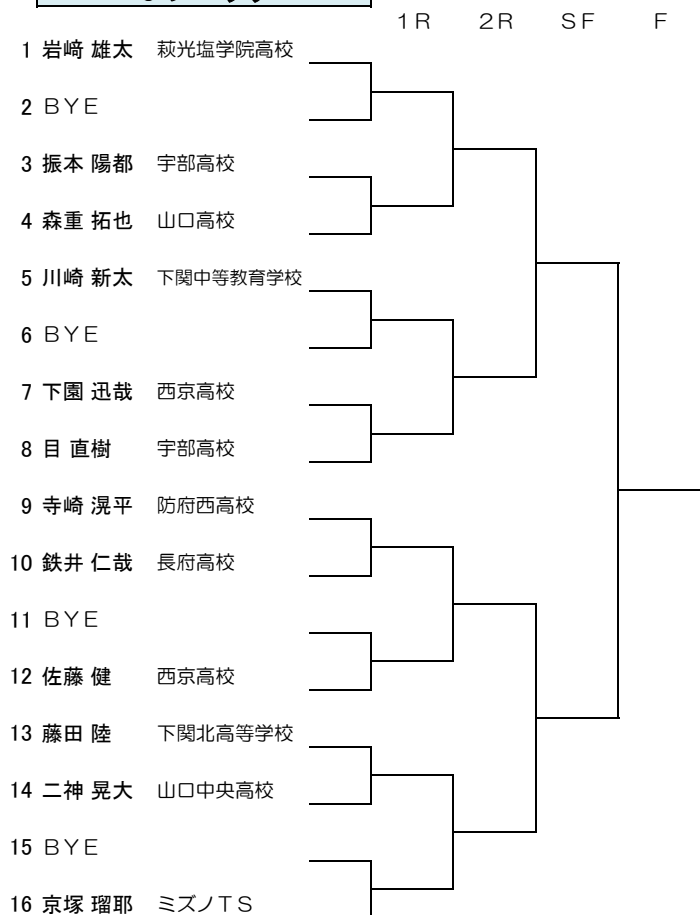 1R 2R SF F
1 岩﨑 雄太 萩光塩学院高校
2 BYE
3 振本 陽都 宇部高校
4 森重 拓也 山口高校
5 川崎 新太 下関中等教育学校
6 BYE
7 下園 迅哉 西京高校
8 目 直樹 宇部高校
9 寺崎 滉平 防府西高校
10 鉄井 仁哉 長府高校
11 BYE
12 佐藤 健 西京高校
13 藤田 陸 下関北高等学校
14 二神 晃大 山口中央高校
15 BYE
16 京塚 瑠耶 ミズノTS